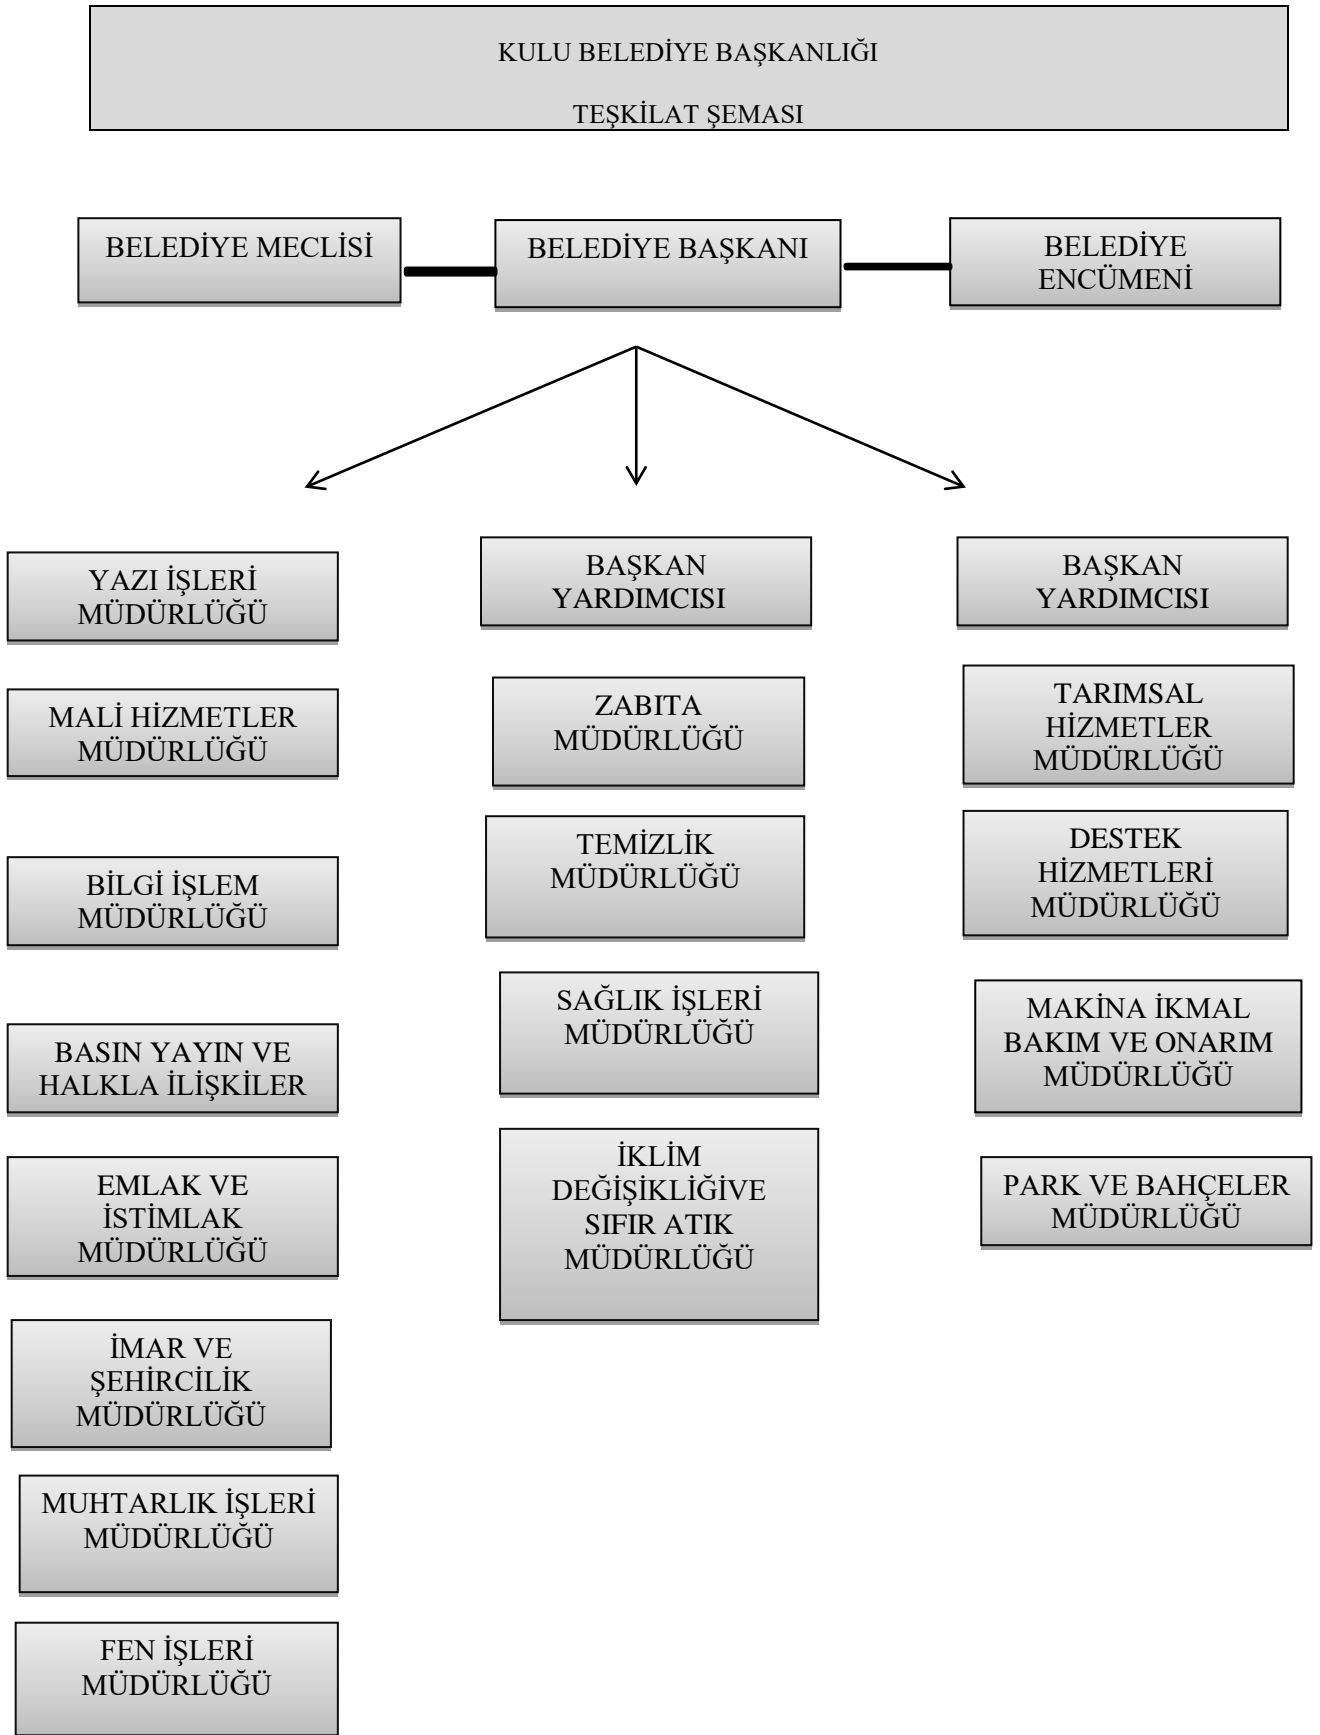 KULU BELEDİYE BAŞKANLIĞI
TEŞKİLAT ŞEMASI
BELEDİYE MECLİSİ
BELEDİYE BAŞKANI
BELEDİYE
ENCÜMENİ
YAZI İŞLERİ
MÜDÜRLÜĞÜ
MALİ HİZMETLER
MÜDÜRLÜĞÜ
BİLGİ İŞLEM
MÜDÜRLÜĞÜ
BASIN YAYIN VE
HALKLA İLİŞKİLER
EMLAK VE
İSTİMLAK
MÜDÜRLÜĞÜ
İMAR VE
ŞEHİRCİLİK
MÜDÜRLÜĞÜ
MUHTARLIK İŞLERİ
MÜDÜRLÜĞÜ
FEN İŞLERİ
MÜDÜRLÜĞÜ
BAŞKAN
YARDIMCISI
ZABITA
MÜDÜRLÜĞÜ
TEMİZLİK
MÜDÜRLÜĞÜ
SAĞLIK İŞLERİ
MÜDÜRLÜĞÜ
İKLİM
DEĞİŞİKLİĞİVE
SIFIR ATIK
MÜDÜRLÜĞÜ
BAŞKAN
YARDIMCISI
TARIMSAL
HİZMETLER
MÜDÜRLÜĞÜ
DESTEK
HİZMETLERİ
MÜDÜRLÜĞÜ
MAKİNA İKMAL
BAKIM VE ONARIM
MÜDÜRLÜĞÜ
PARK VE BAHÇELER
MÜDÜRLÜĞÜ